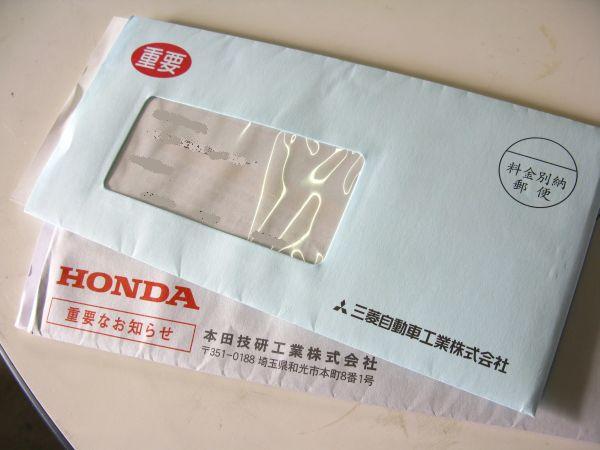 重要
料金別納
郵便
三菱自動車工業株式会社
HONDA
重要なお知らせ
本田技研工業株式会社
〒351-0188 埼玉県和光市本町8番1号